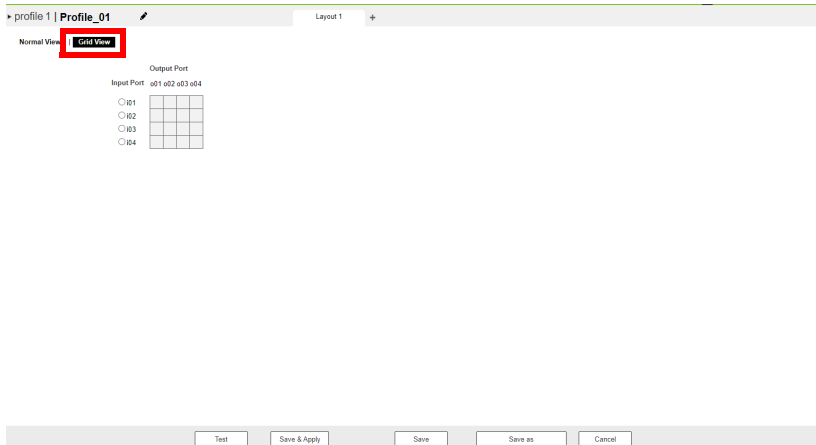 profile 1 | Profile_01 Layout 1 +
Normal View | Grid View
Output Port
Input Port o01 o02 o03 o04
i01
i02
i03
i04
Test Save & Apply Save Save as Cancel